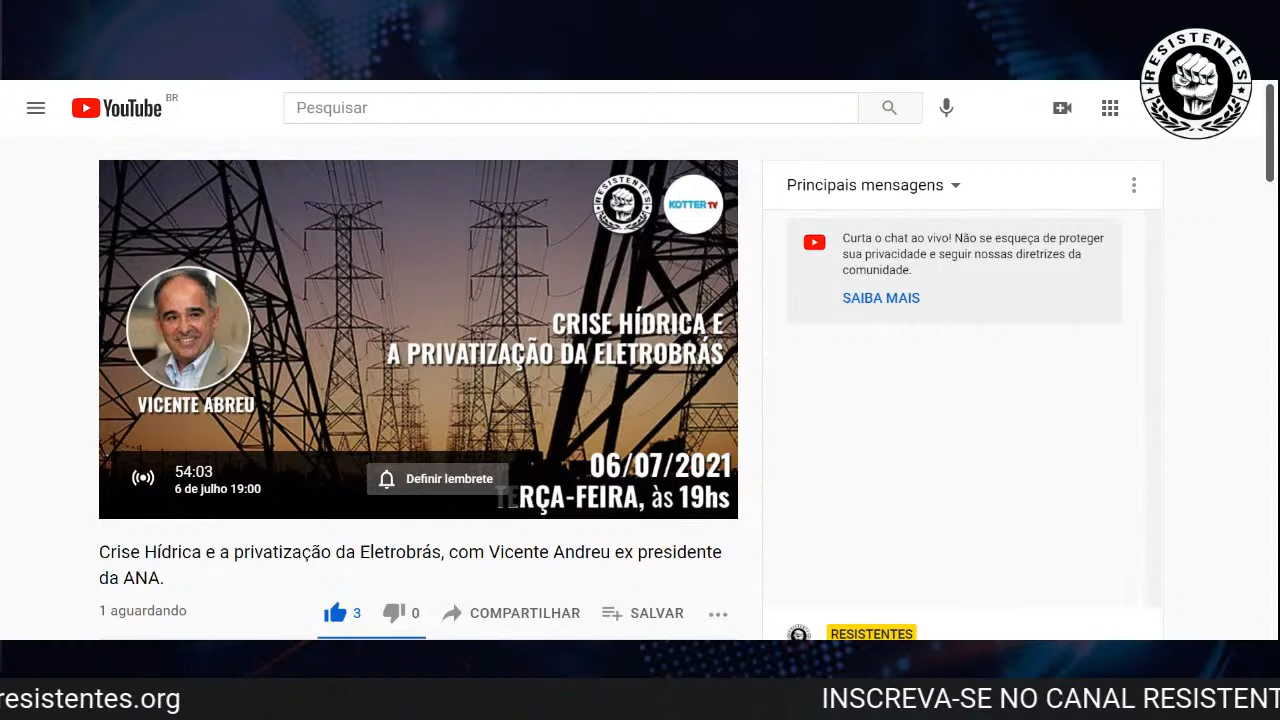 RESISTENTES
YouTube BR
Pesquisar
RESISTENTES
KOTTER TV
CRISE HÍDRICA E
A PRIVATIZAÇÃO DA ELETROBRÁS
VICENTE ABREU
06/07/2021
TERÇA-FEIRA, às 19hs
54:03
6 de julho 19:00
Definir lembrete
Crise Hídrica e a privatização da Eletrobrás, com Vicente Andreu ex presidente
da ANA.
1 aguardando
3
0
COMPARTILHAR
SALVAR
Principais mensagens
Curta o chat ao vivo! Não se esqueça de proteger
sua privacidade e seguir nossas diretrizes da
comunidade.
SAIBA MAIS
RESISTENTES
resistentes.org
INSCREVA-SE NO CANAL RESISTENT